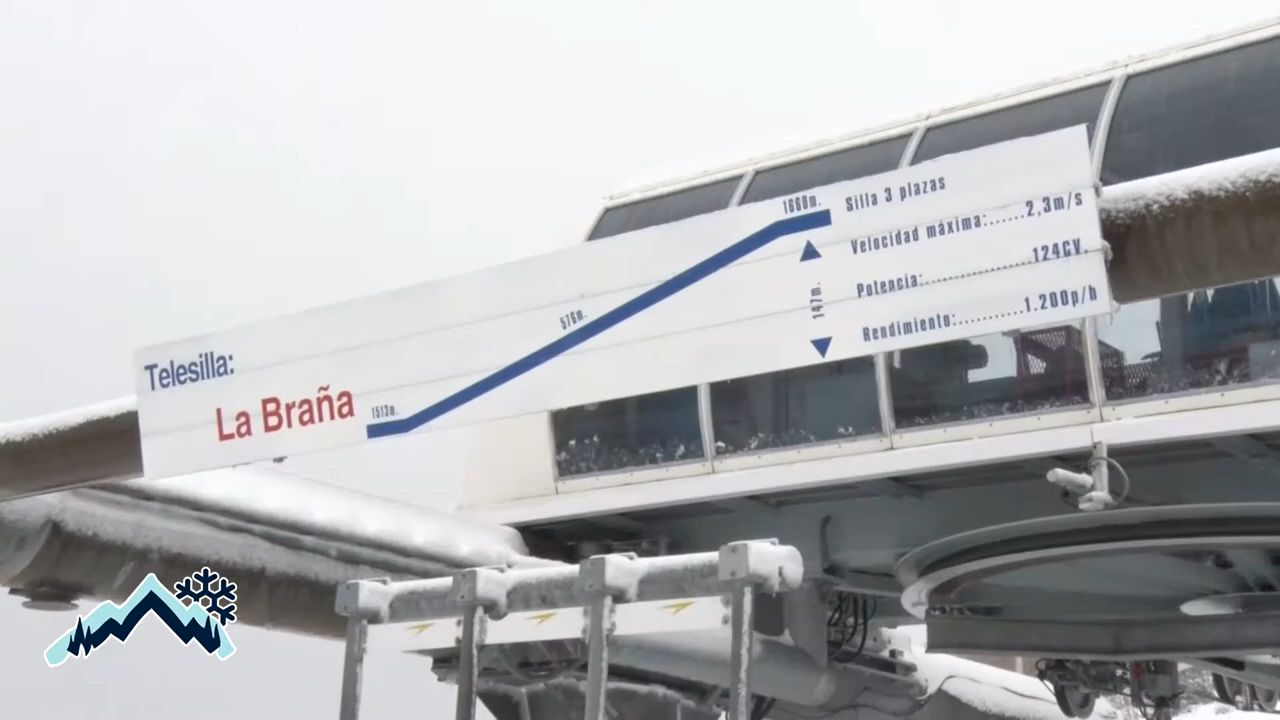 Telesilla:
La Braña
1513m.
576m.
1660m.
147m.
Silla 3 plazas
Velocidad máxima:......2,3m/s
Potencia:......................124CV.
Rendimiento:............1.200p/h